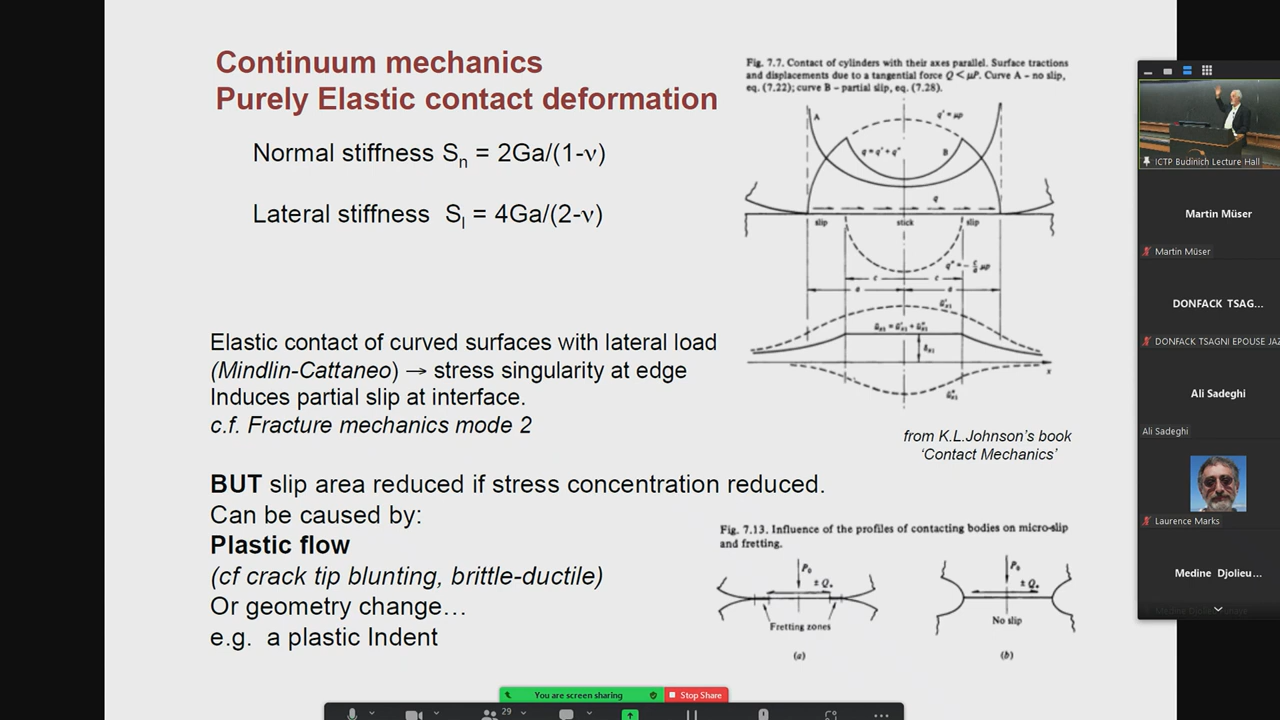 Continuum mechanics
Purely Elastic contact deformation
Normal stiffness Sn = 2Ga/(1-ν)
Lateral stiffness Sl = 4Ga/(2-ν)
Elastic contact of curved surfaces with lateral load
(Mindlin-Cattaneo) → stress singularity at edge
Induces partial slip at interface.
c.f. Fracture mechanics mode 2
BUT slip area reduced if stress concentration reduced.
Can be caused by:
Plastic flow
(cf crack tip blunting, brittle-ductile)
Or geometry change…
e.g. a plastic Indent
Fig. 7.7. Contact of cylinders with their axes parallel. Surface tractions
and displacements due to a tangential force Q < μP. Curve A – no slip,
eq. (7.22); curve B – partial slip, eq. (7.28).
A
q' = μp
q = q' + q"
B
q
slip
stick
slip
c
c
a
a
x
from K.L.Johnson's book
'Contact Mechanics'
Fig. 7.13. Influence of the profiles of contacting bodies on micro-slip
and fretting.
P₀
± Q*
Fretting zones
(a)
P₀
± Q*
No slip
(b)
ICTP Budinich Lecture Hall
Martin Müser
Martin Müser
DONFACK TSAG...
DONFACK TSAGNI EPOUSE JAZ
Ali Sadeghi
Ali Sadeghi
Laurence Marks
Medine Djolieu...
You are screen sharing
Stop Share
29